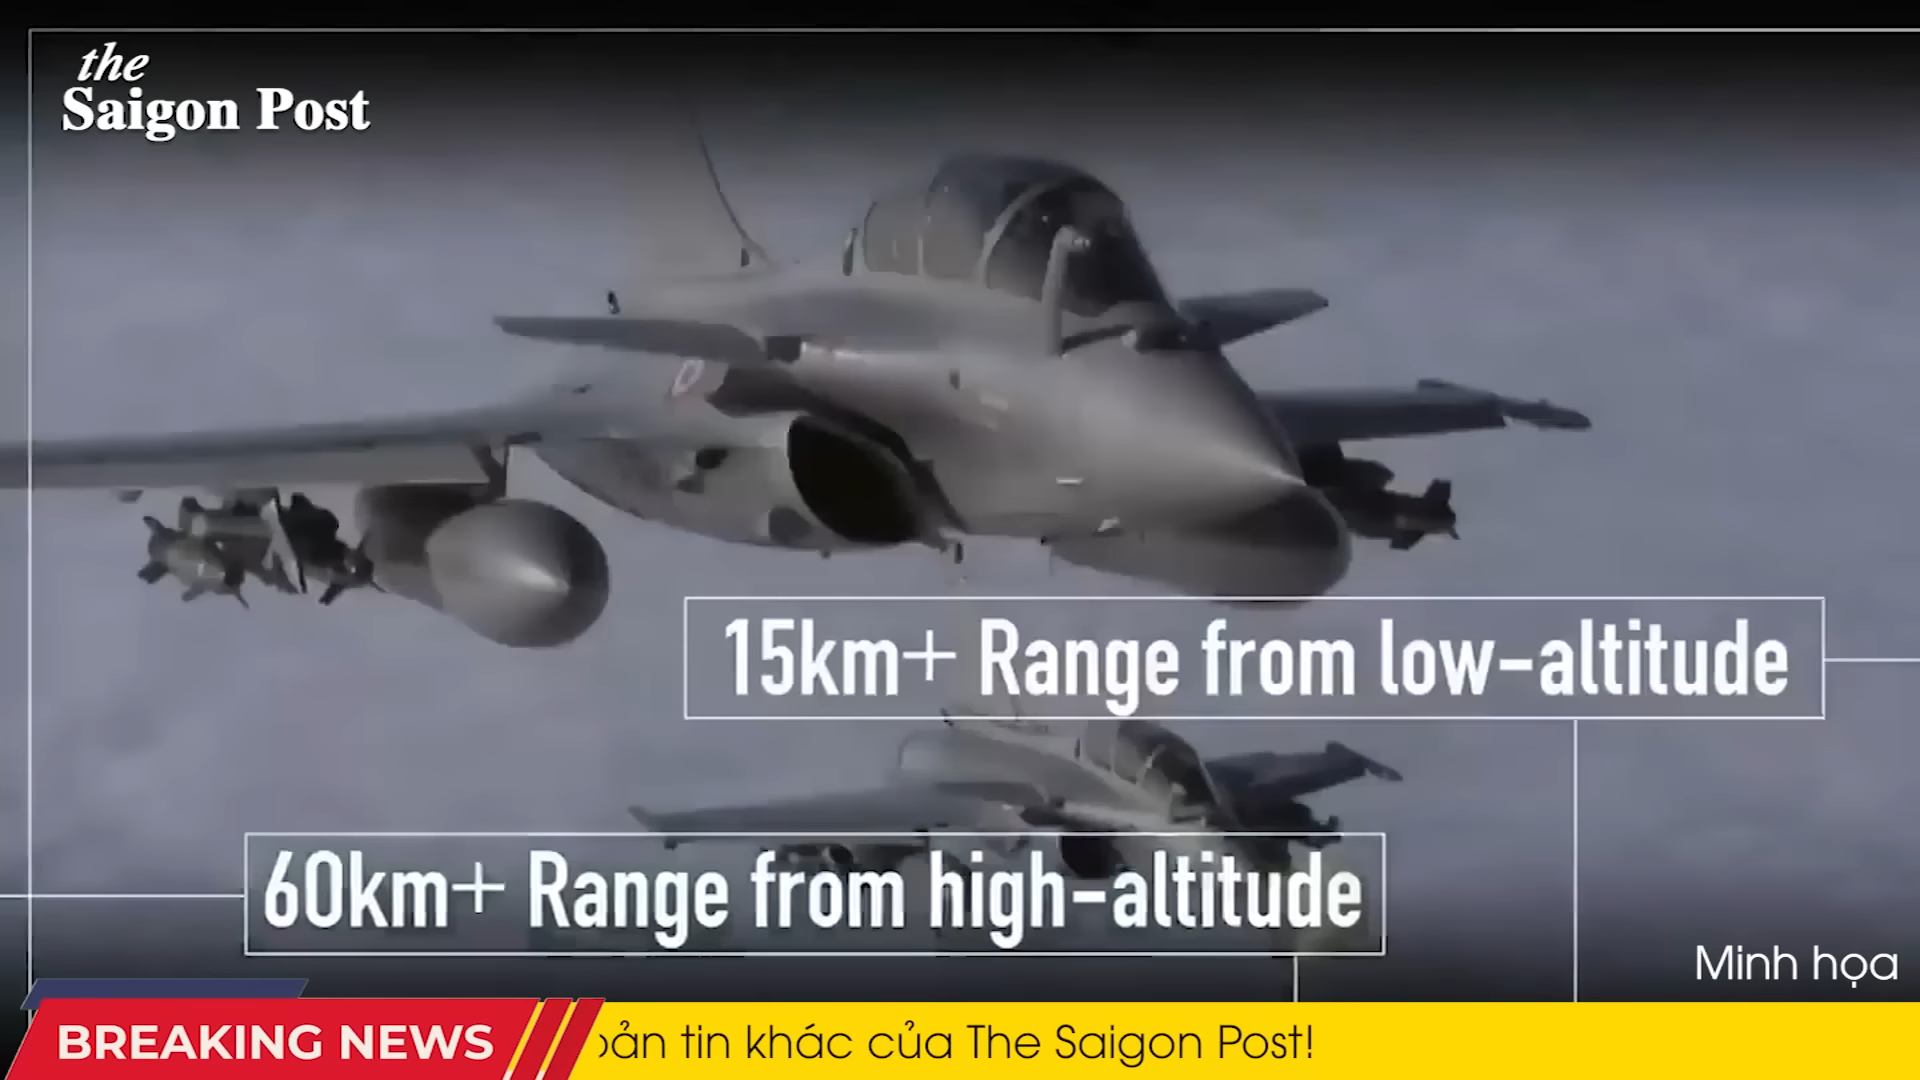 the
Saigon Post
15km+ Range from low-altitude
60km+ Range from high-altitude
Minh họa
BREAKING NEWS
bản tin khác của The Saigon Post!